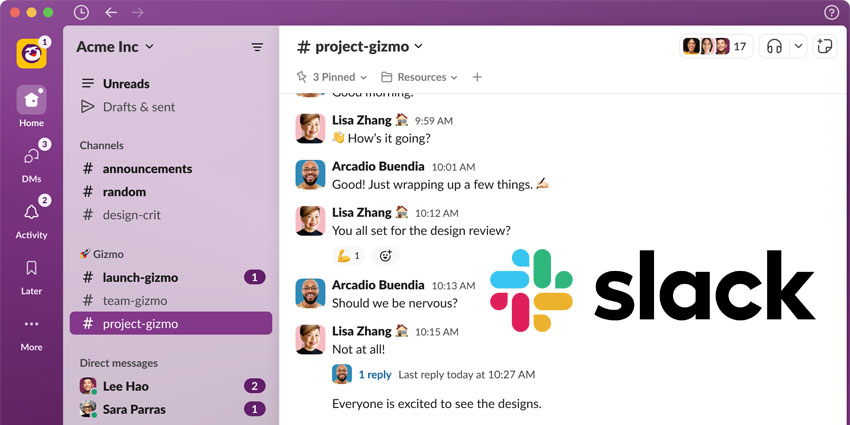 1
Home
3
DMs
2
Activity
Later
More
Acme Inc
Unreads
Drafts & sent
Channels
# announcements
# random
# design-crit
Gizmo
# launch-gizmo 1
# team-gizmo
# project-gizmo
Direct messages
Lee Hao 2
Sara Parras 1
# project-gizmo
17
3 Pinned
Resources
Good morning!
Lisa Zhang 9:59 AM
How’s it going?
Arcadio Buendia 10:01 AM
Good! Just wrapping up a few things.
Lisa Zhang 10:12 AM
You all set for the design review?
1
Arcadio Buendia 10:13 AM
Should we be nervous?
Lisa Zhang 10:15 AM
Not at all!
1 reply Last reply today at 10:27 AM
Everyone is excited to see the designs.
slack